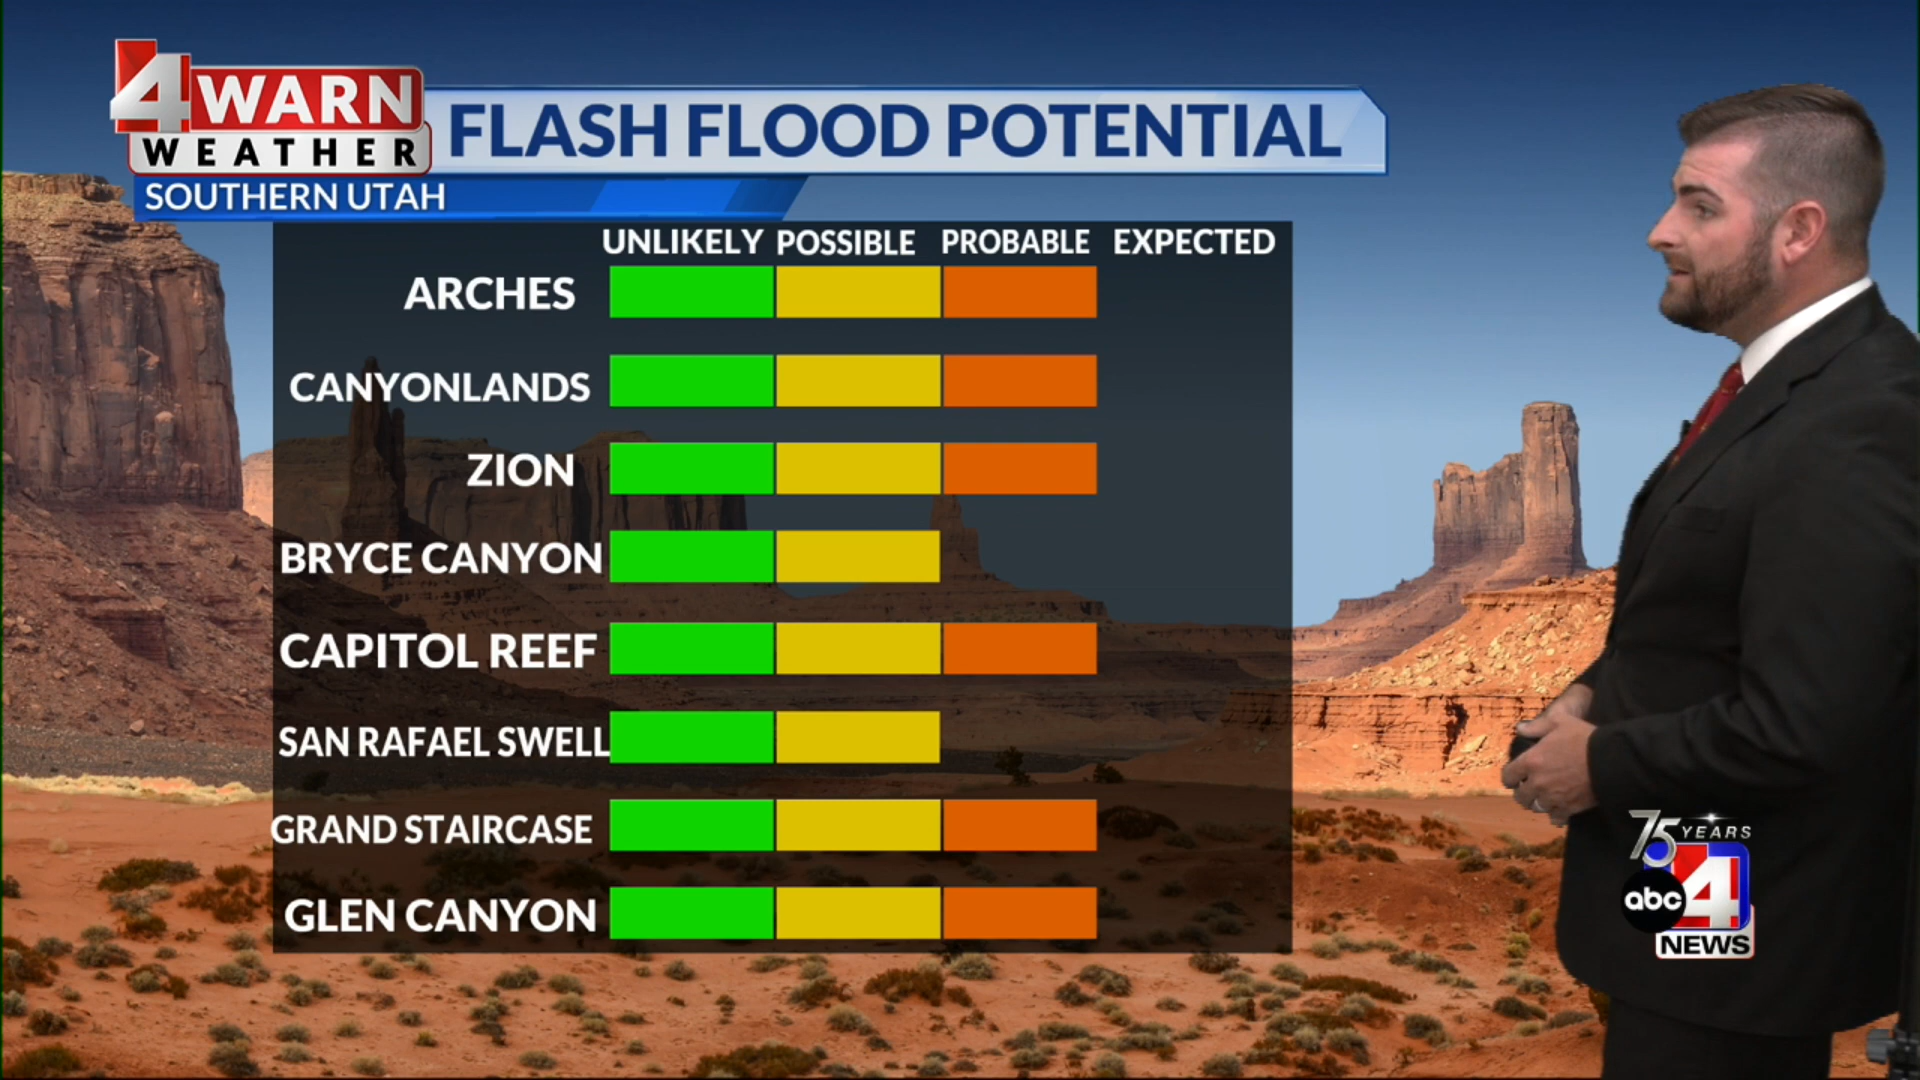 4WARN
WEATHER
FLASH FLOOD POTENTIAL
SOUTHERN UTAH
UNLIKELY POSSIBLE PROBABLE EXPECTED
ARCHES
CANYONLANDS
ZION
BRYCE CANYON
CAPITOL REEF
SAN RAFAEL SWELL
GRAND STAIRCASE
GLEN CANYON
75 YEARS
abc 4
NEWS